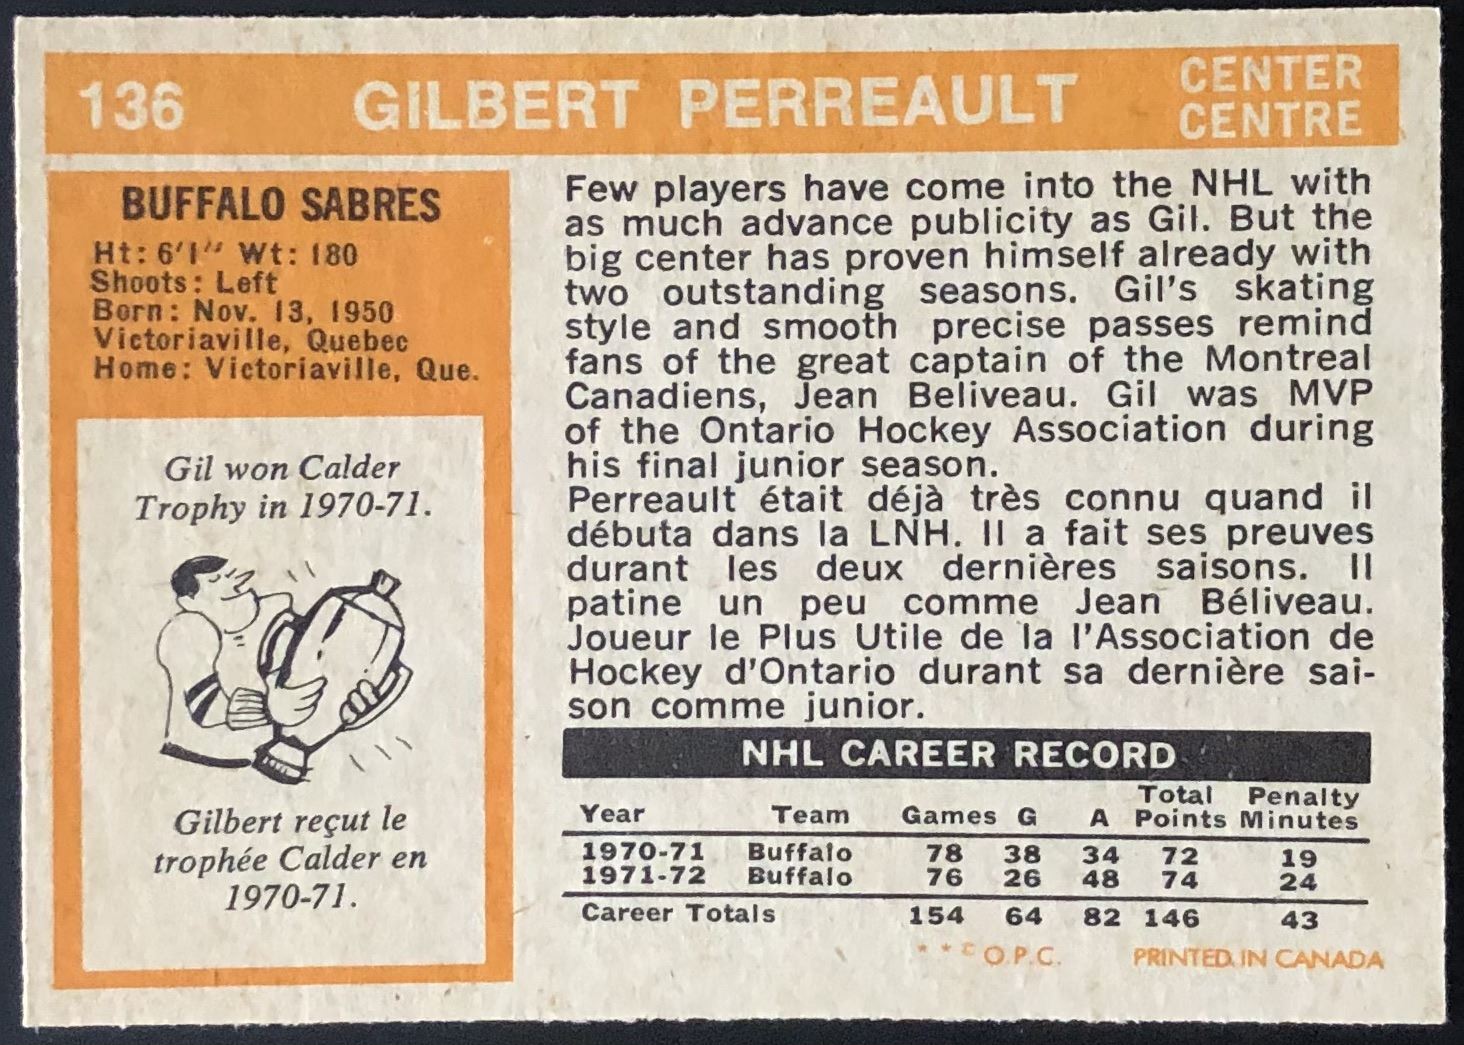 136 GILBERT PERREAULT CENTER
CENTRE
BUFFALO SABRES
Ht: 6'1" Wt: 180
Shoots: Left
Born: Nov. 13, 1950
Victoriaville, Quebec
Home: Victoriaville, Que.
Gil won Calder
Trophy in 1970-71.
Gilbert reçut le
trophée Calder en
1970-71.
Few players have come into the NHL with
as much advance publicity as Gil. But the
big center has proven himself already with
two outstanding seasons. Gil's skating
style and smooth precise passes remind
fans of the great captain of the Montreal
Canadiens, Jean Beliveau. Gil was MVP
of the Ontario Hockey Association during
his final junior season.
Perreault était déjà très connu quand il
débuta dans la LNH. Il a fait ses preuves
durant les deux dernières saisons. Il
patine un peu comme Jean Béliveau.
Joueur le Plus Utile de la l'Association de
Hockey d'Ontario durant sa dernière sai-
son comme junior.
NHL CAREER RECORD
Year Team Games G A Total Points Penalty Minutes
1970-71 Buffalo 78 38 34 72 19
1971-72 Buffalo 76 26 48 74 24
Career Totals 154 64 82 146 43
* * © O.P.C. PRINTED IN CANADA